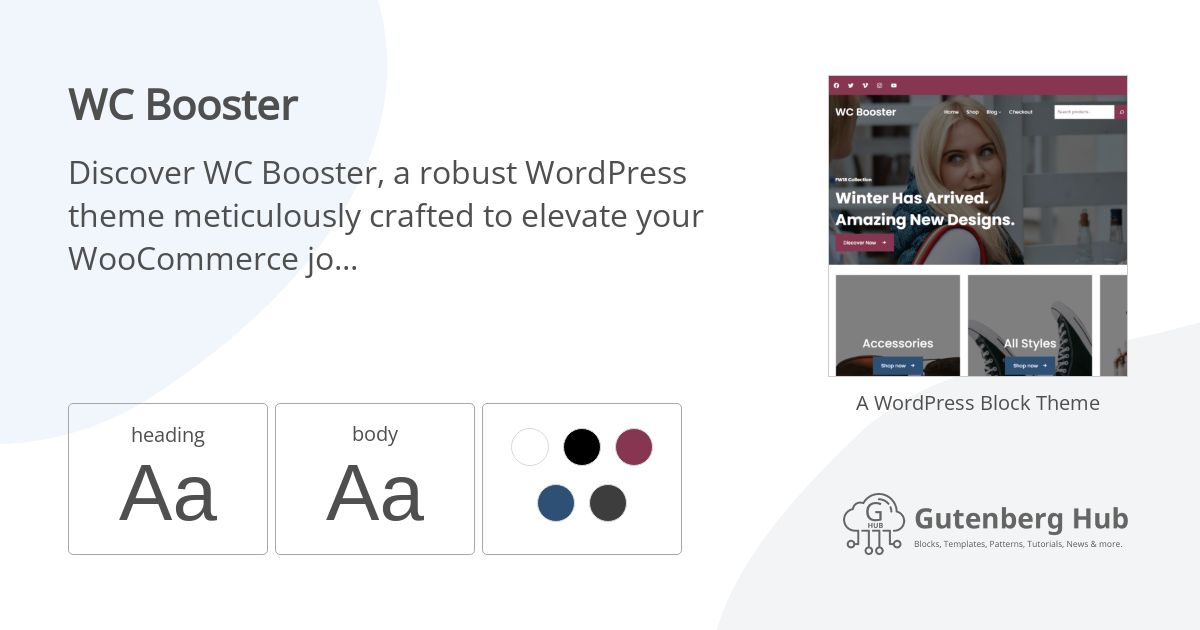 WC Booster
Discover WC Booster, a robust WordPress
theme meticulously crafted to elevate your
WooCommerce jo...
heading
Aa
body
Aa
WC Booster
Home Shop Blog Checkout
Search products...
FW18 Collection
Winter Has Arrived.
Amazing New Designs.
Discover Now →
Accessories
Shop now →
All Styles
Shop now →
A WordPress Block Theme
G
HUB
Gutenberg Hub
Blocks, Templates, Patterns, Tutorials, News & more.